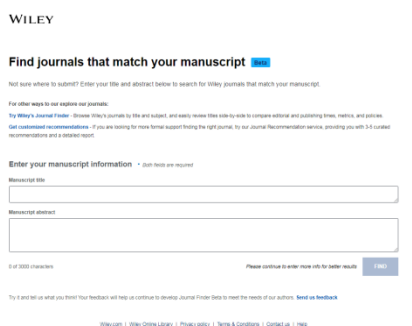 WILEY
Find journals that match your manuscript Beta
Not sure where to submit? Enter your title and abstract below to search for Wiley journals that match your manuscript
For other ways to our explore our journals:
Try Wiley's Journal Finder - Browse Wiley's journals by title and subject, and easily review titles side-by-side to compare editorial and publishing times, metrics, and policies.
Get customized recommendations - If you are looking for more formal support finding the right journal, try our Journal Recommendation service, providing you with 3-5 curated
recommendations and a detailed report.
Enter your manuscript information • Both fields are required
Manuscript title
Manuscript abstract
0 of 3000 characters Please continue to enter more info for better results FIND
Try it and tell us what you think! Your feedback will help us continue to develop Journal Finder Beta to meet the needs of our authors. Send us feedback
Wiley.com | Wiley Online Library | Privacy policy | Terms & Conditions | Contact us | Help